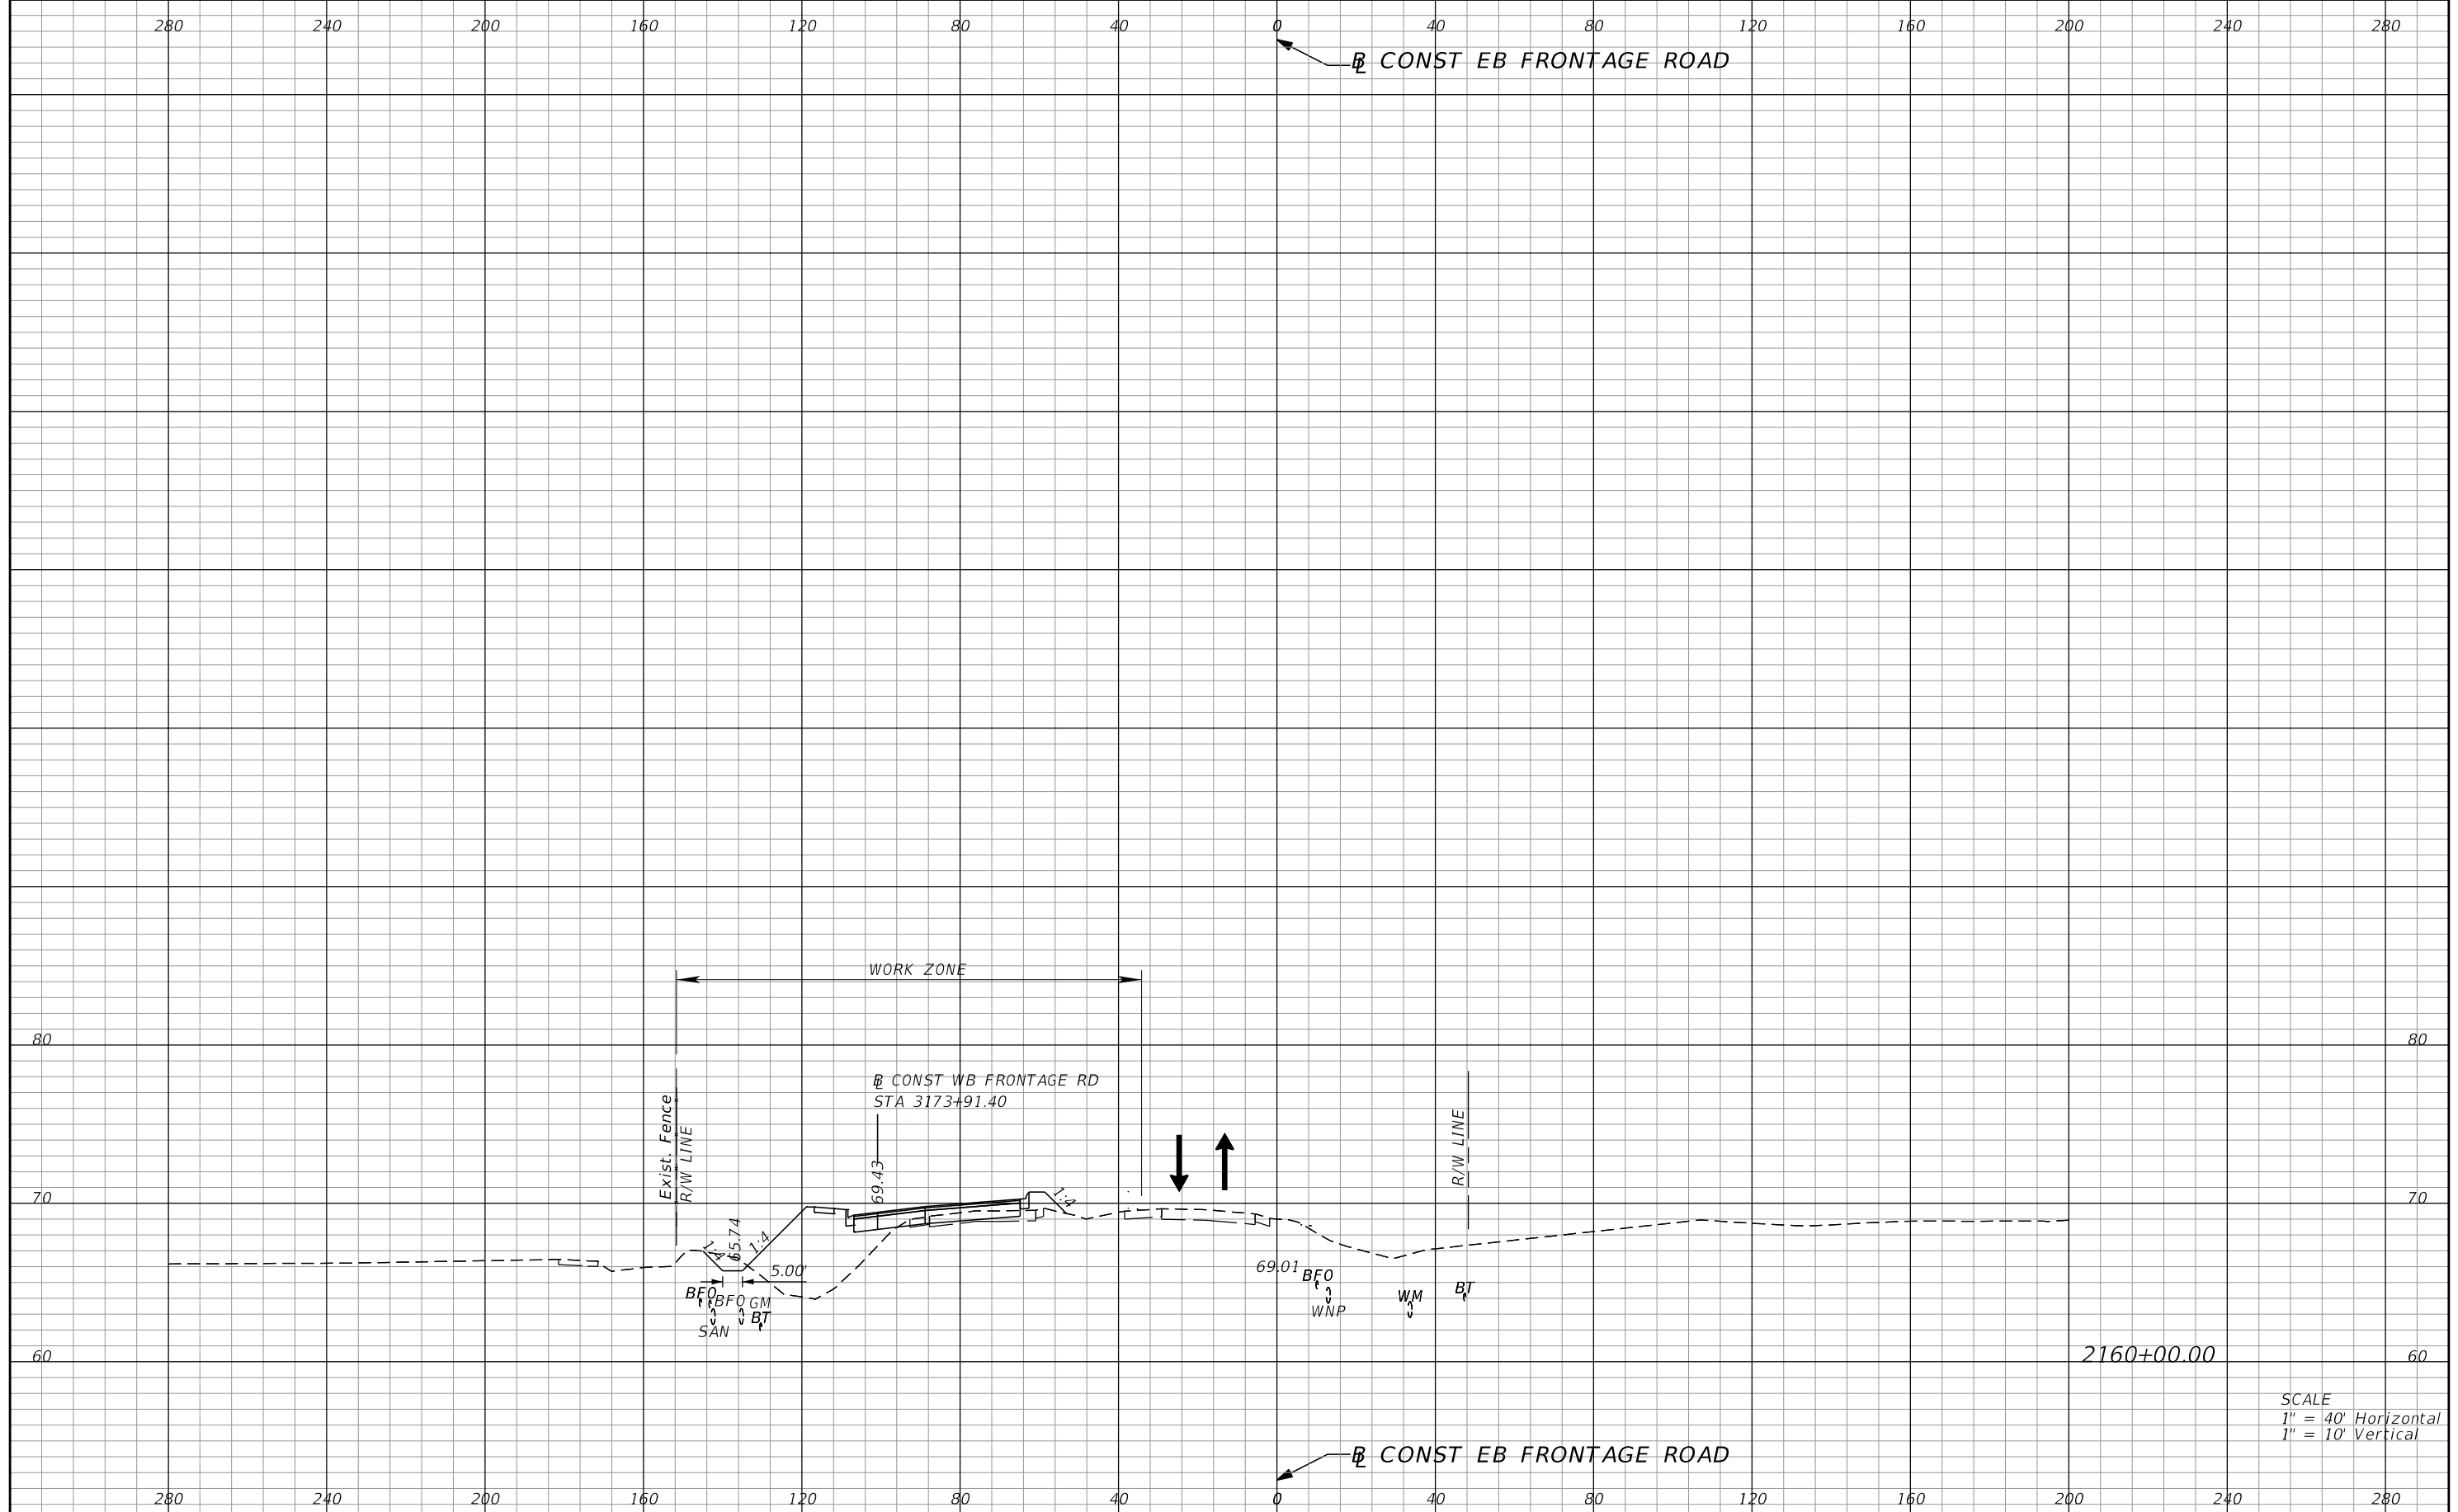 280 240 200 160 120 80 40 0 40 80 120 160 200 240 280
BL CONST EB FRONTAGE ROAD
WORK ZONE
80 80
BL CONST WB FRONTAGE RD
STA 3173+91.40
Exist. Fence
R/W LINE
R/W LINE
69.43
70 70
1:4
65.74
1:4
1:4
5.00'
69.01
BFO
BFO
BFO
GM
BT
SAN
WNP
WM
BT
60 60
2160+00.00
SCALE
1" = 40' Horizontal
1" = 10' Vertical
BL CONST EB FRONTAGE ROAD
280 240 200 160 120 80 40 0 40 80 120 160 200 240 280